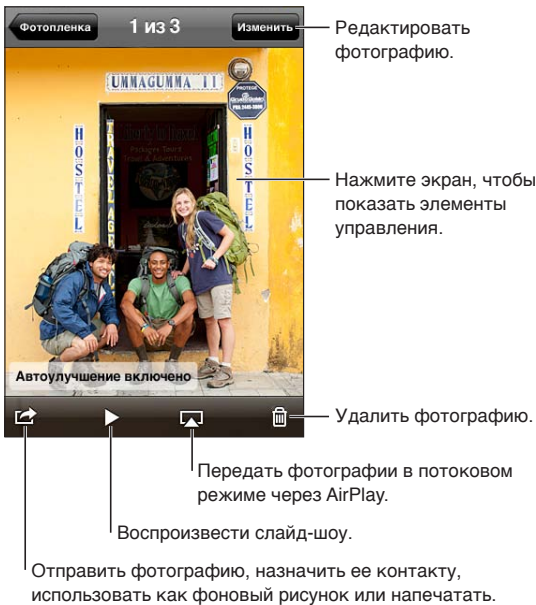 Фотопленка
1 из 3
Изменить
Редактировать
фотографию.
UMMAGUMMA II
PROTEGE
HOSTEL
HOSTEL
Нажмите экран, чтобы
показать элементы
управления.
Автоулучшение включено
Удалить фотографию.
Передать фотографии в потоковом
режиме через AirPlay.
Воспроизвести слайд-шоу.
Отправить фотографию, назначить ее контакту,
использовать как фоновый рисунок или напечатать.